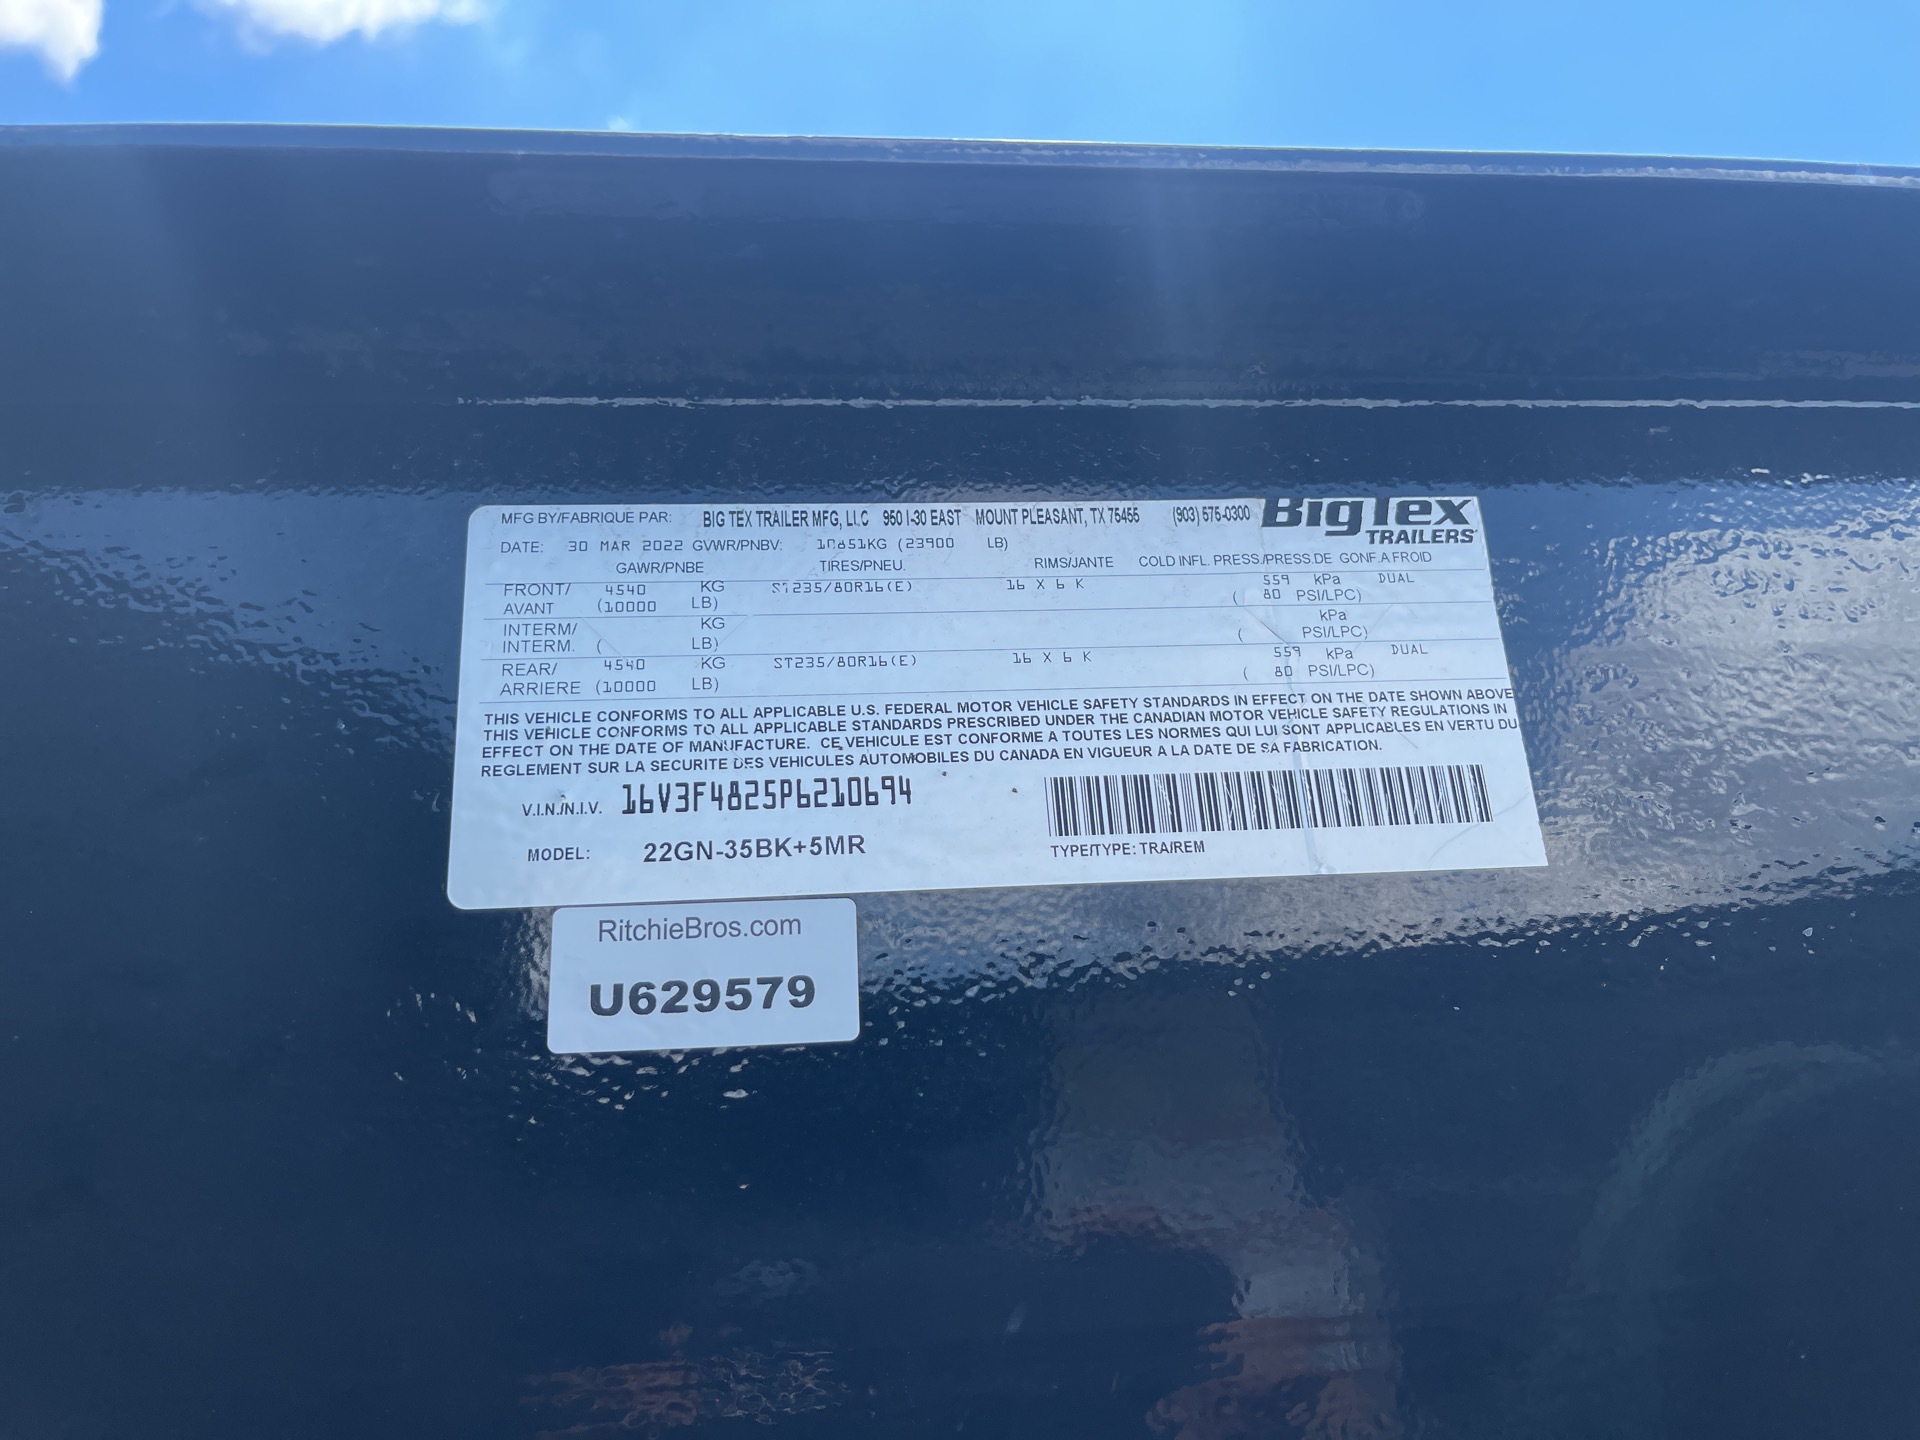 MFG BY/FABRIQUE PAR: BIG TEX TRAILER MFG, LLC 950 I-30 EAST MOUNT PLEASANT, TX 75455 (903) 575-0300 BigTex TRAILERS
DATE: 30 MAR 2022 GVWR/PNBV: 10851KG (23900 LB)
GAWR/PNBE TIRES/PNEU. RIMS/JANTE COLD INFL. PRESS./PRESS.DE GONF.A FROID
FRONT/ 4540 KG ST235/80R16(E) 16 X 6 K 559 kPa DUAL
AVANT (10000 LB) ( 80 PSI/LPC)
INTERM/ KG kPa
INTERM. ( LB) ( PSI/LPC)
REAR/ 4540 KG ST235/80R16(E) 16 X 6 K 559 kPa DUAL
ARRIERE (10000 LB) ( 80 PSI/LPC)
THIS VEHICLE CONFORMS TO ALL APPLICABLE U.S. FEDERAL MOTOR VEHICLE SAFETY STANDARDS IN EFFECT ON THE DATE SHOWN ABOVE
THIS VEHICLE CONFORMS TO ALL APPLICABLE STANDARDS PRESCRIBED UNDER THE CANADIAN MOTOR VEHICLE SAFETY REGULATIONS IN
EFFECT ON THE DATE OF MANUFACTURE. CE VEHICULE EST CONFORME A TOUTES LES NORMES QUI LUI SONT APPLICABLES EN VERTU DU
REGLEMENT SUR LA SECURITE DES VEHICULES AUTOMOBILES DU CANADA EN VIGUEUR A LA DATE DE SA FABRICATION.
V.I.N./N.I.V. 16V3F4825P6210694
MODEL: 22GN-35BK+5MR TYPE/TYPE: TRA/REM
RitchieBros.com
U629579